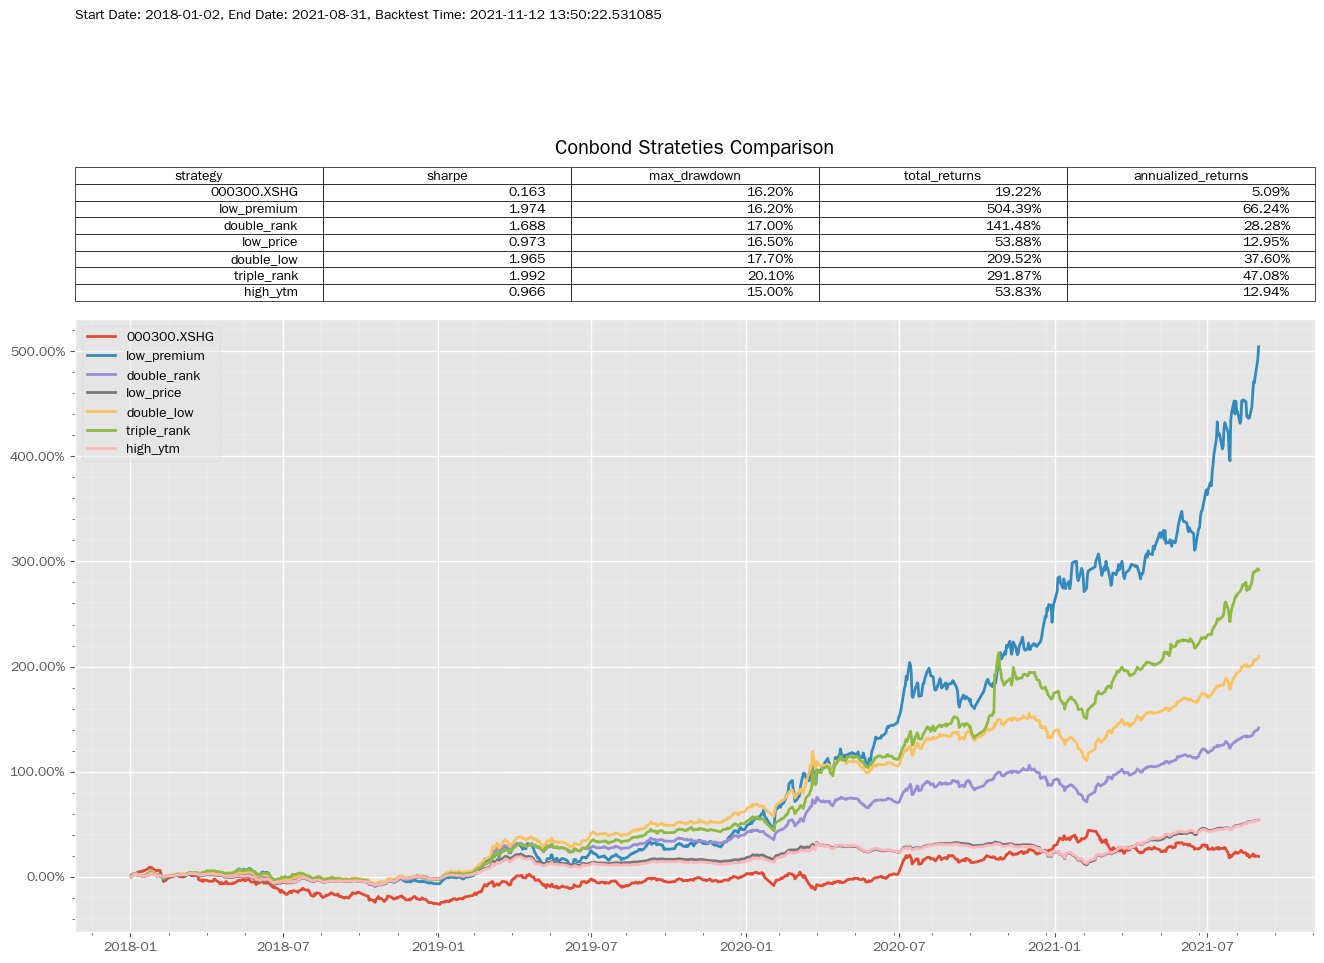 Start Date: 2018-01-02, End Date: 2021-08-31, Backtest Time: 2021-11-12 13:50:22.531085
Conbond Strateties Comparison
strategy sharpe max_drawdown total_returns annualized_returns
000300.XSHG 0.163 16.20% 19.22% 5.09%
low_premium 1.974 16.20% 504.39% 66.24%
double_rank 1.688 17.00% 141.48% 28.28%
low_price 0.973 16.50% 53.88% 12.95%
double_low 1.965 17.70% 209.52% 37.60%
triple_rank 1.992 20.10% 291.87% 47.08%
high_ytm 0.966 15.00% 53.83% 12.94%
000300.XSHG
low_premium
double_rank
low_price
double_low
triple_rank
high_ytm
500.00%
400.00%
300.00%
200.00%
100.00%
0.00%
2018-01 2018-07 2019-01 2019-07 2020-01 2020-07 2021-01 2021-07